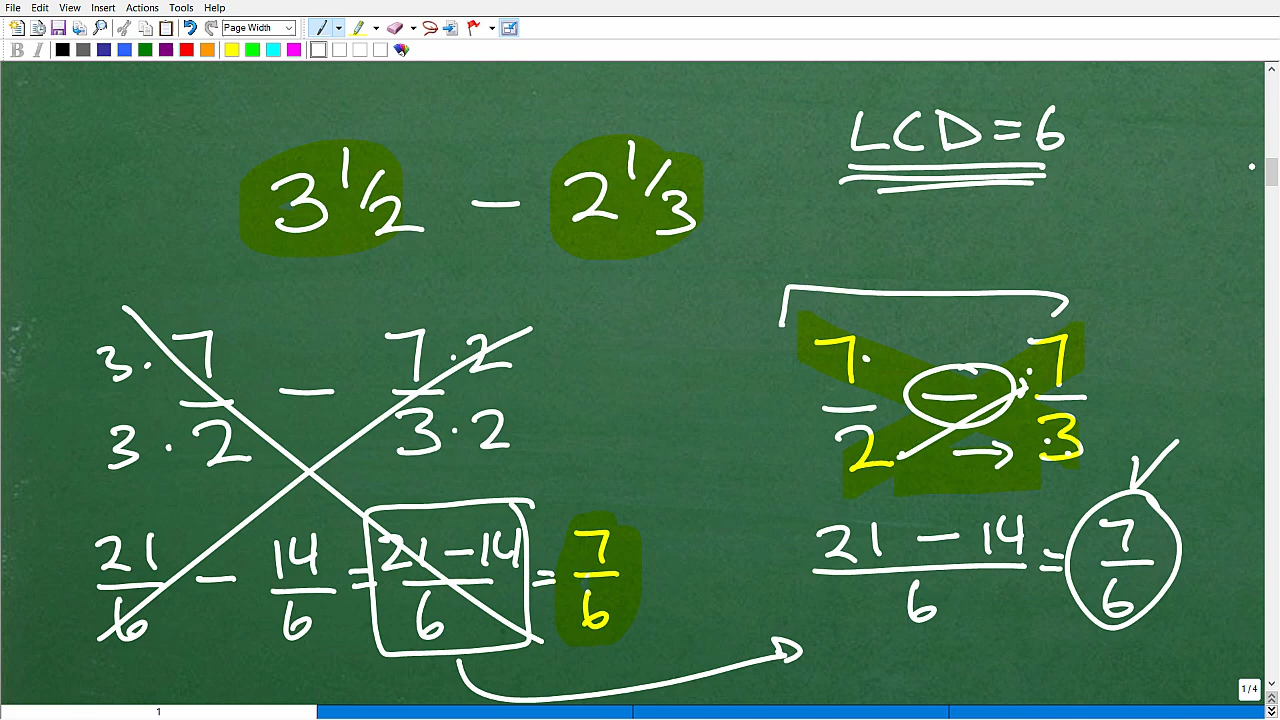 File Edit View Insert Actions Tools Help
Page Width
B I
LCD = 6
3 1/2 - 2 1/3
3 · 7 - 7 · 2
3 · 2 3 · 2
7 · - · 7
2 → 3
21 - 14 = 21 - 14 = 7
6 6 6 6
21 - 14 = 7
6 6
1/4
1